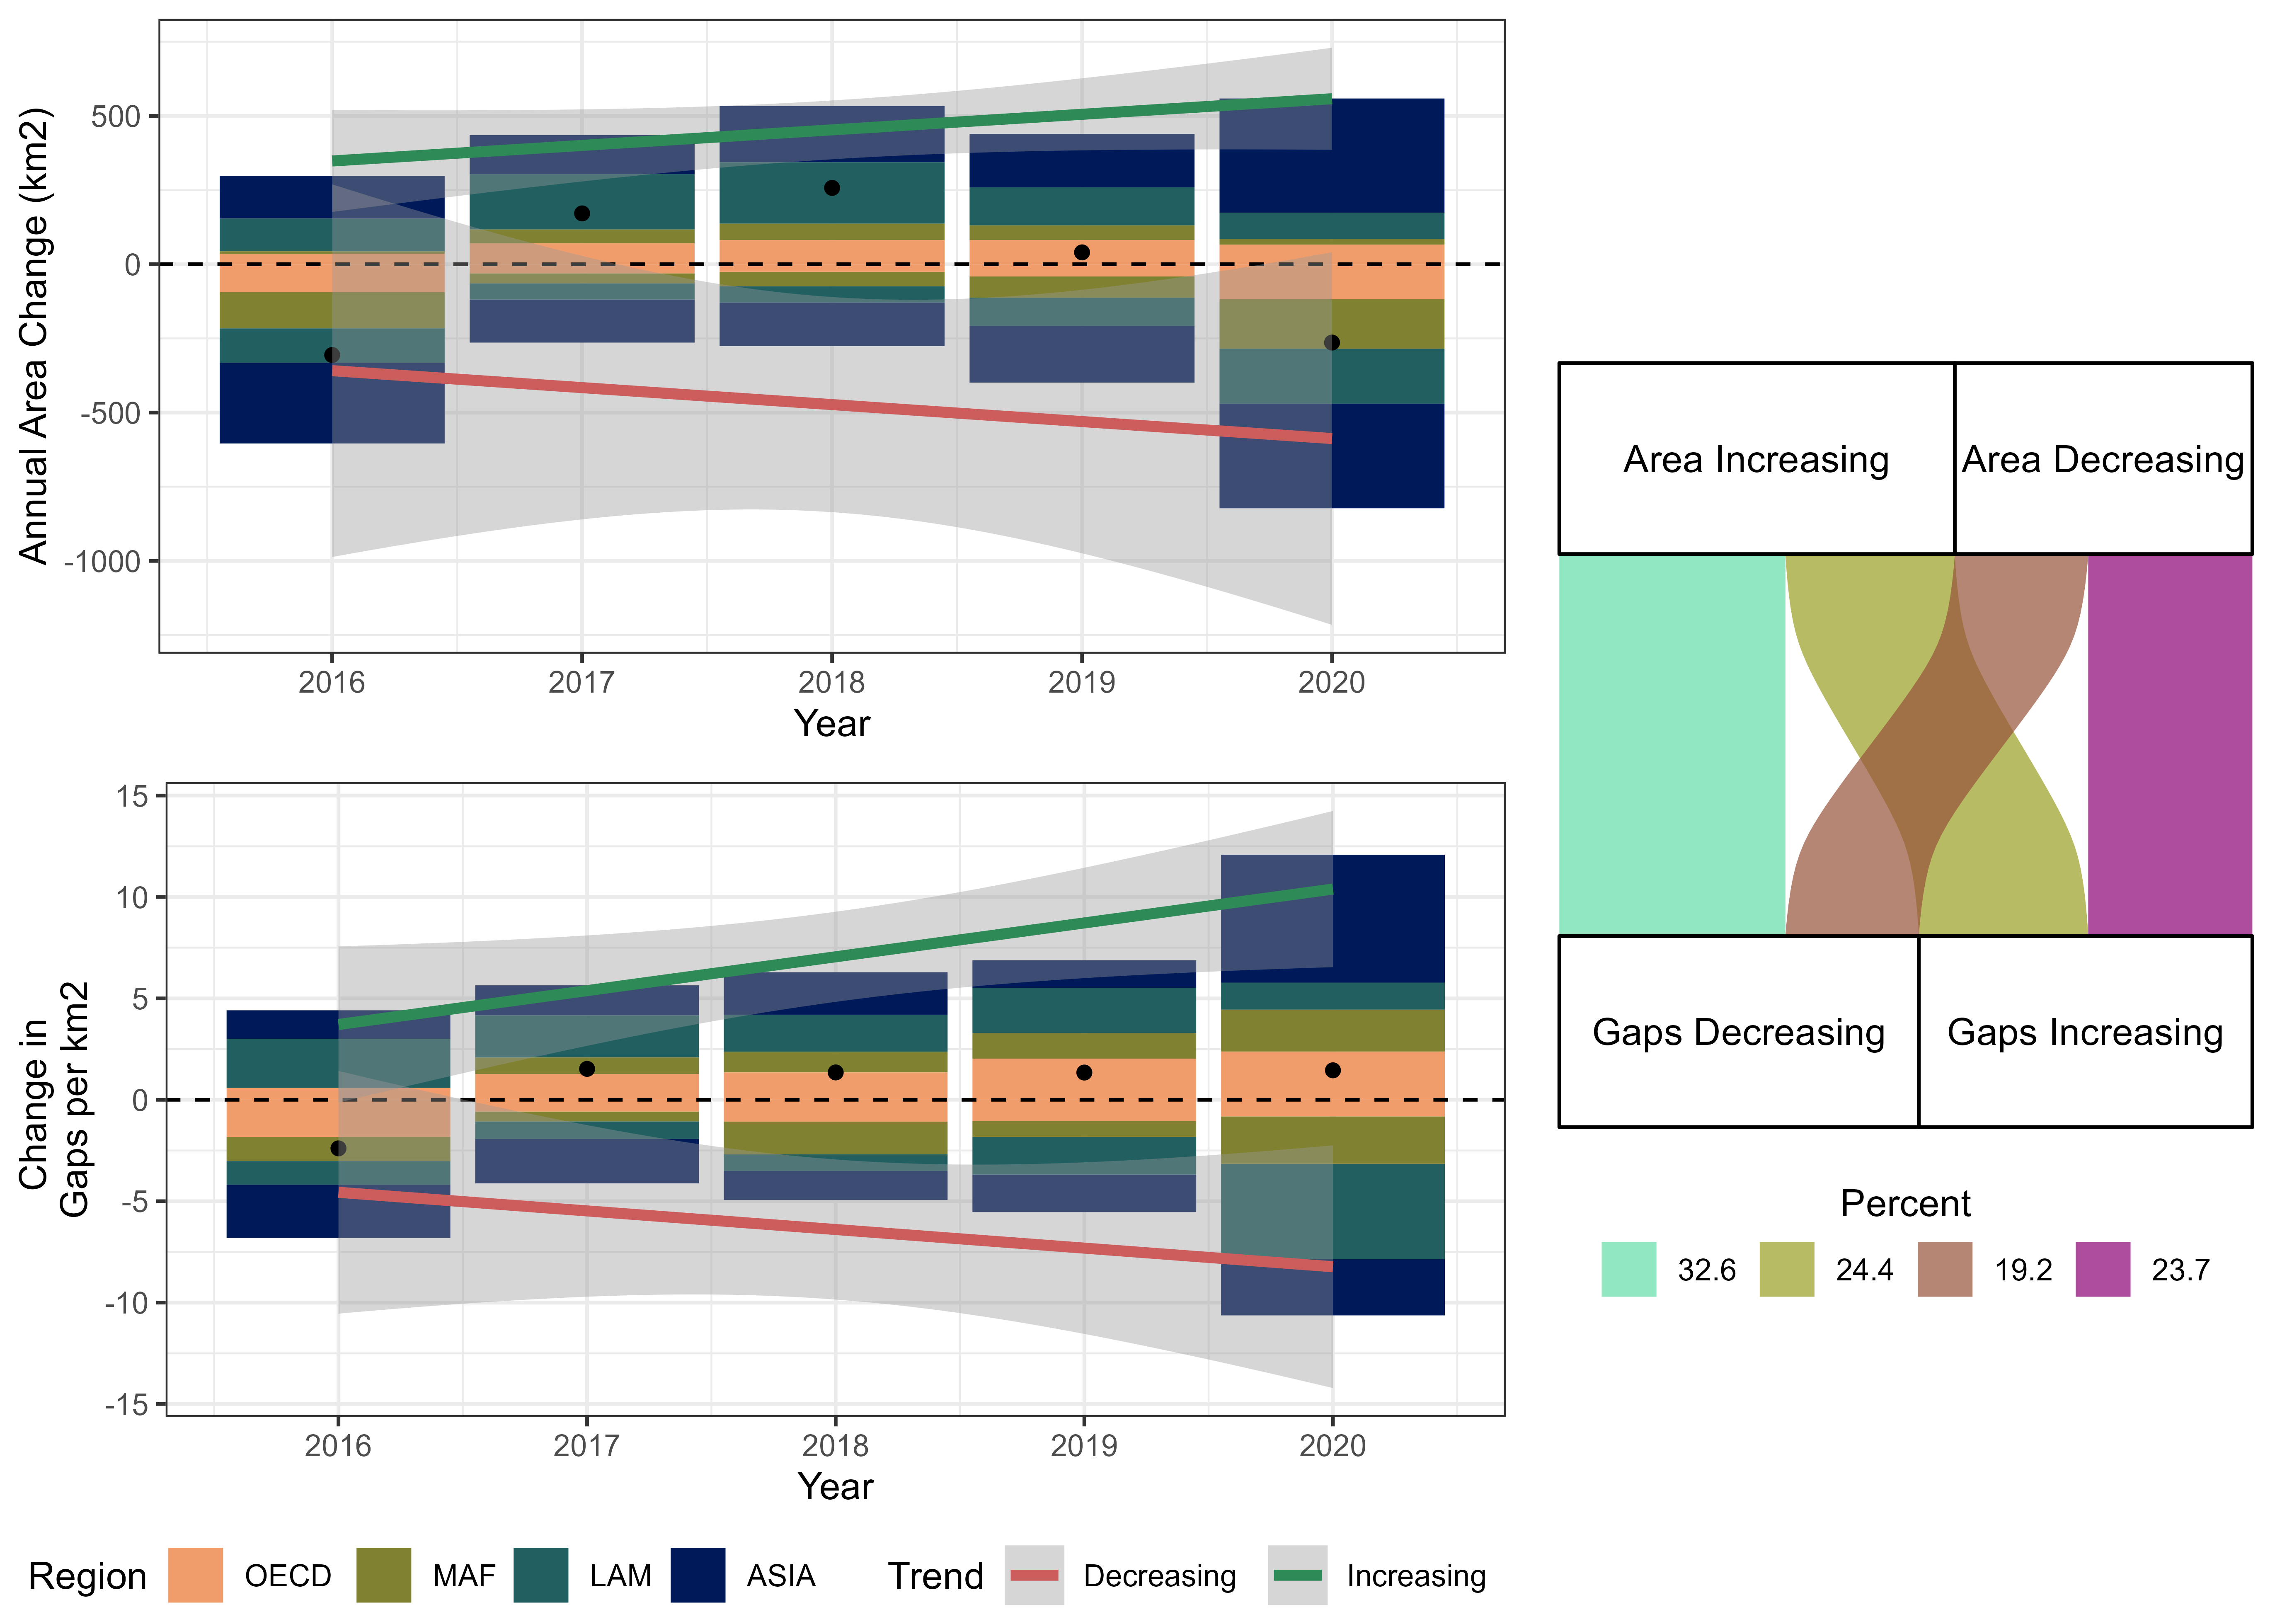 Annual Area Change (km2)
500
0
-500
-1000
2016 2017 2018 2019 2020
Year
Change in
Gaps per km2
15
10
5
0
-5
-10
-15
2016 2017 2018 2019 2020
Year
Region OECD MAF LAM ASIA Trend Decreasing Increasing
Area Increasing Area Decreasing
Gaps Decreasing Gaps Increasing
Percent
32.6 24.4 19.2 23.7